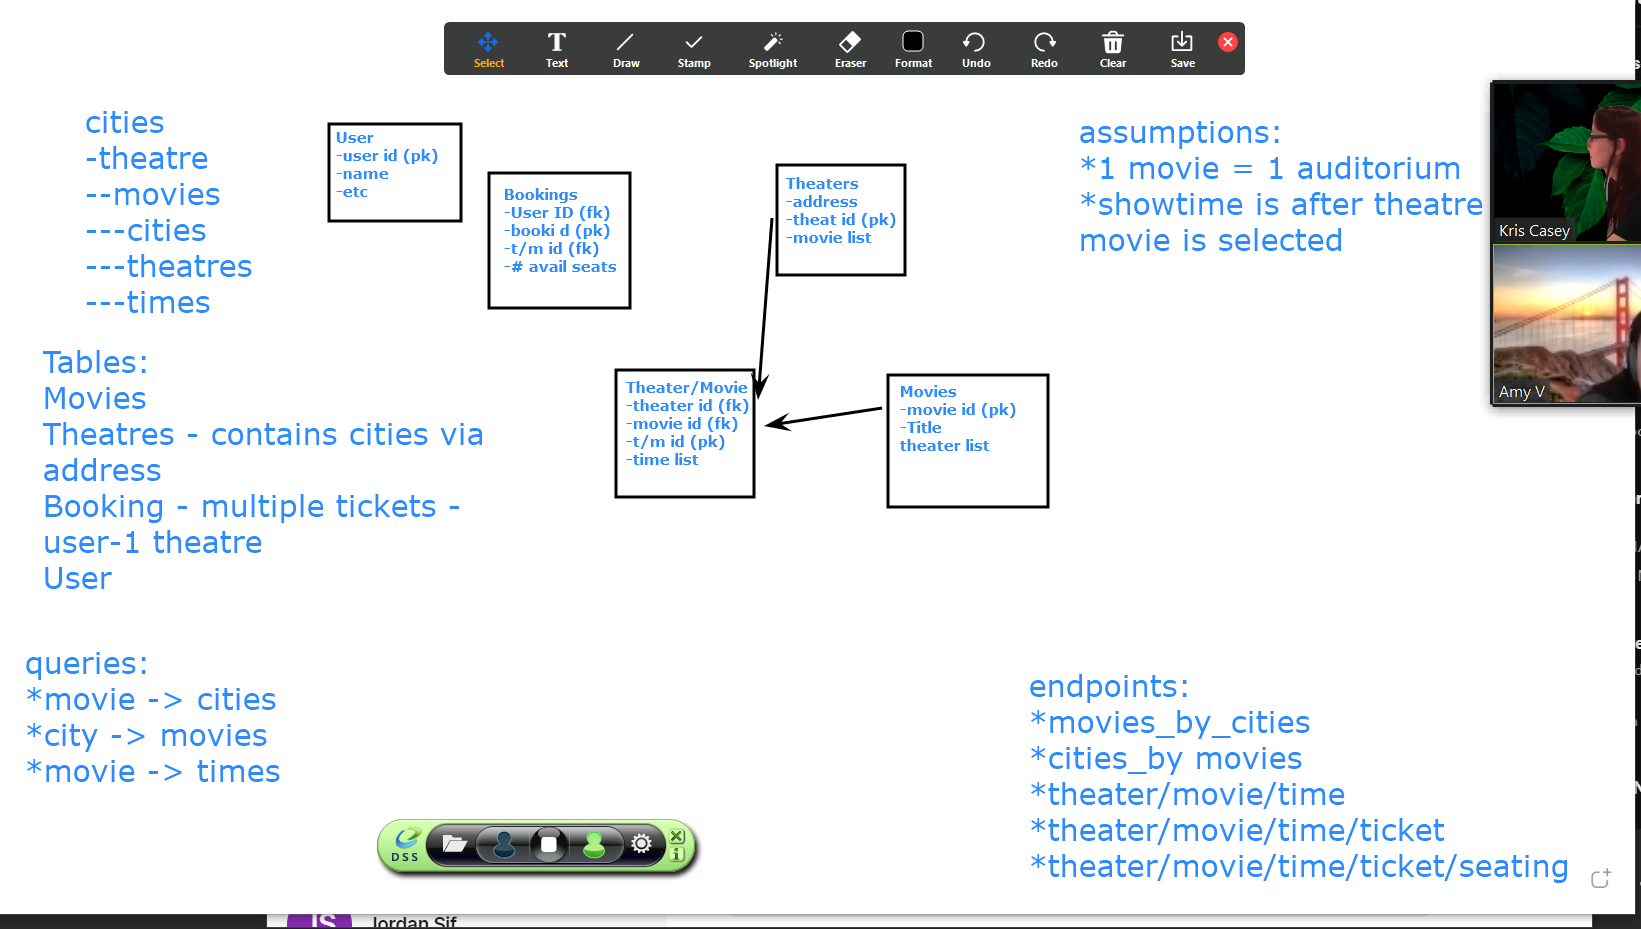 Select
Text
Draw
Stamp
Spotlight
Eraser
Format
Undo
Redo
Clear
Save
cities
-theatre
--movies
---cities
---theatres
---times
User
-user id (pk)
-name
-etc
Bookings
-User ID (fk)
-booki d (pk)
-t/m id (fk)
-# avail seats
Theaters
-address
-theat id (pk)
-movie list
assumptions:
*1 movie = 1 auditorium
*showtime is after theatre
movie is selected
Kris Casey
Amy V
Tables:
Movies
Theatres - contains cities via
address
Booking - multiple tickets -
user-1 theatre
User
Theater/Movie
-theater id (fk)
-movie id (fk)
-t/m id (pk)
-time list
Movies
-movie id (pk)
-Title
theater list
queries:
*movie -> cities
*city -> movies
*movie -> times
endpoints:
*movies_by_cities
*cities_by movies
*theater/movie/time
*theater/movie/time/ticket
*theater/movie/time/ticket/seating
DSS
JS
Jordan Sif